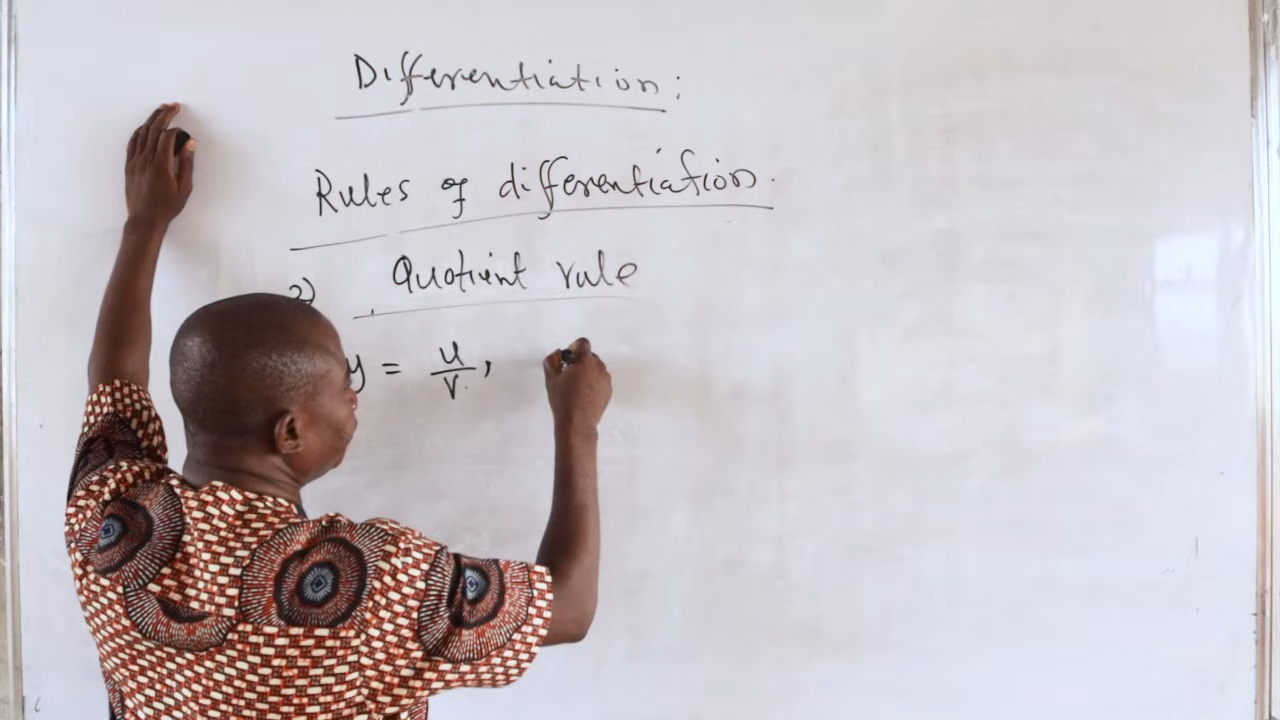 Differentiation:
Rules of differentiation.
2) Quotient rule
y = u/v,